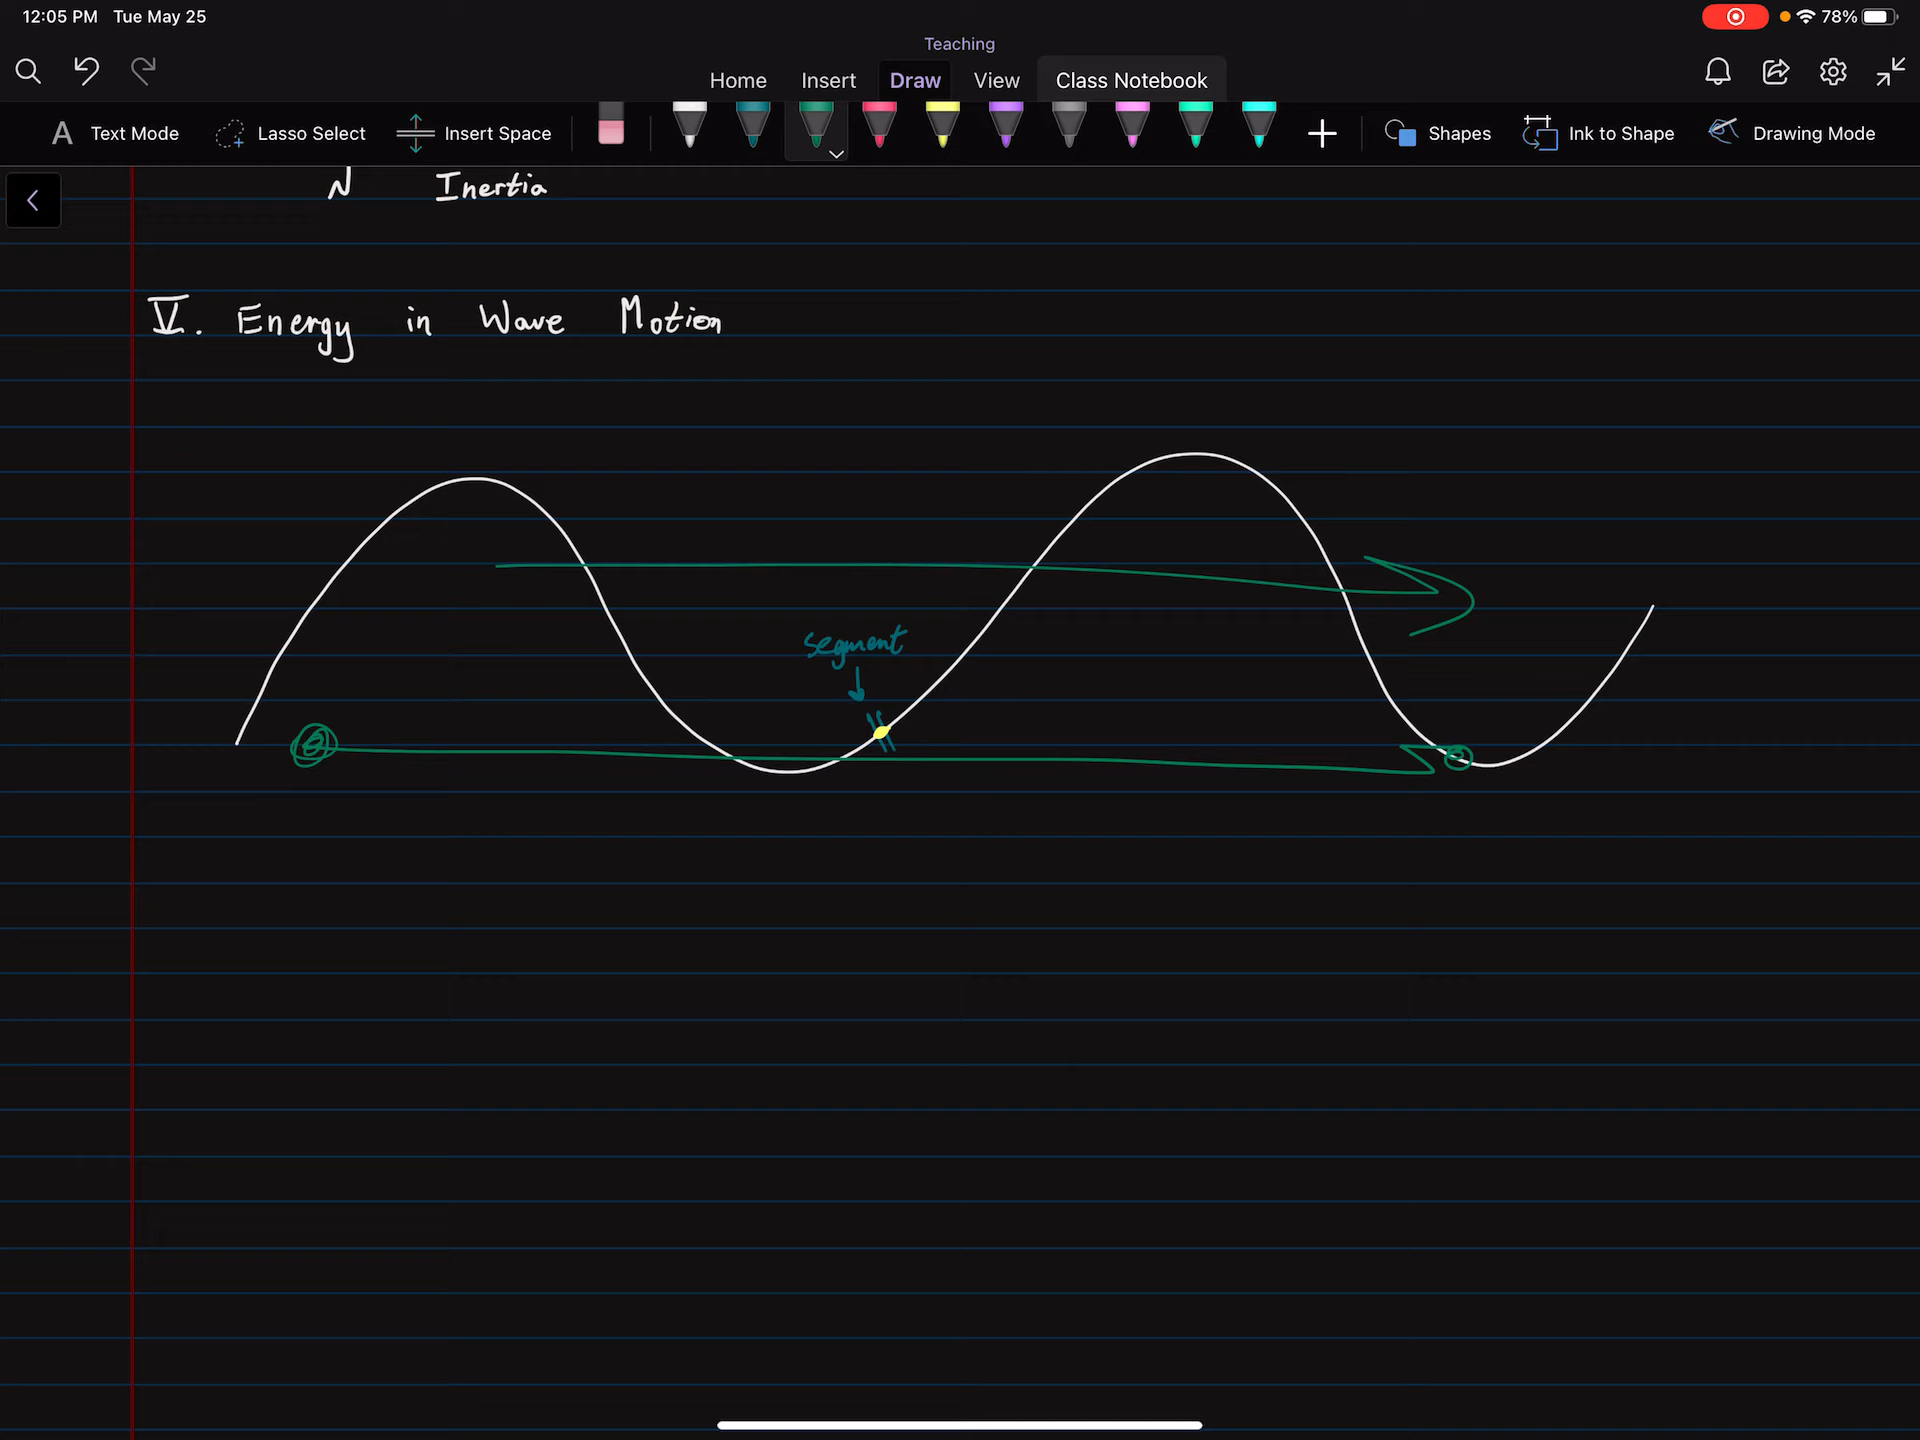 12:05 PM Tue May 25
78%
Teaching
Home Insert Draw View Class Notebook
A Text Mode Lasso Select Insert Space Shapes Ink to Shape Drawing Mode
N Inertia
V. Energy in Wave Motion
segment